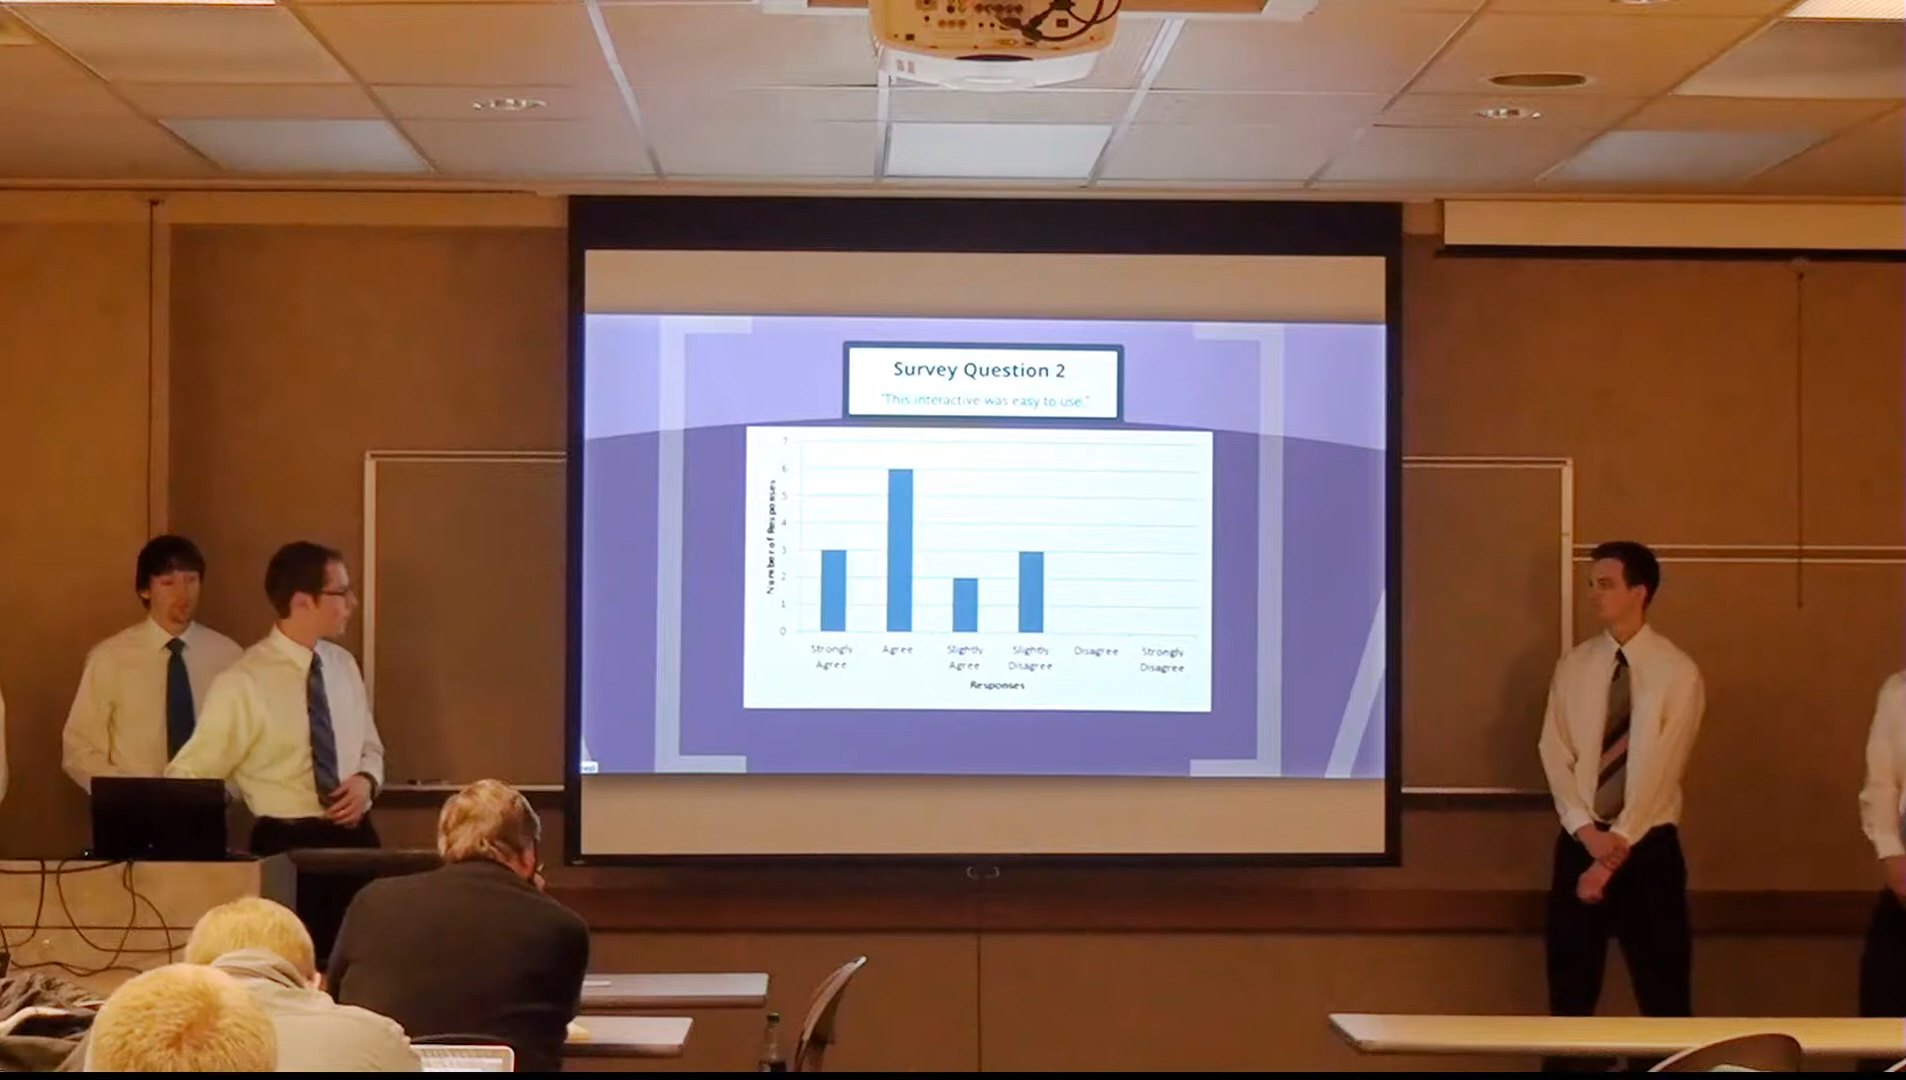 Survey Question 2
"This interactive was easy to use."
7
6
5
4
3
2
1
0
Number of Responses
Strongly Agree
Agree
Slightly Agree
Slightly Disagree
Disagree
Strongly Disagree
Responses